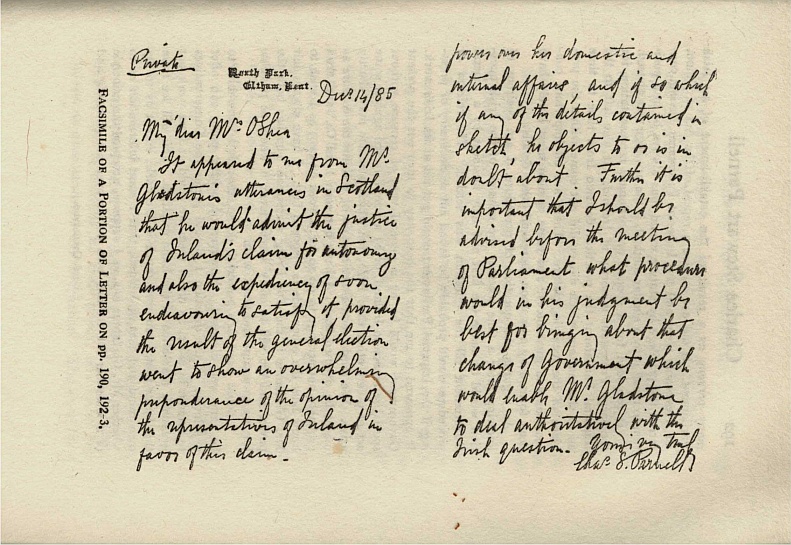 FACSIMILE OF A PORTION OF LETTER ON pp. 190, 192-3.
Private
North Park,
Eltham, Kent.
Decr 14/85
My dear Mrs O'Shea
It appeared to me from Mr
Gladstone's utterances in Scotland
that he would admit the justice
of Ireland's claim for autonomy
and also the expediency of soon
endeavouring to satisfy it provided
the result of the general election
went to show an overwhelming
preponderance of the opinion of
the representatives of Ireland in
favor of this claim.
powers over her domestic and
internal affairs, and if so which
if any of the details contained in
sketch, he objects to or is in
doubt about. Further it is
important that I should be
advised before the meeting
of Parliament what procedure
would in his judgment be
best for bringing about that
change of Government which
would enable Mr. Gladstone
to deal authoritatively with the
Irish question. Yours very truly
Chas S. Parnell